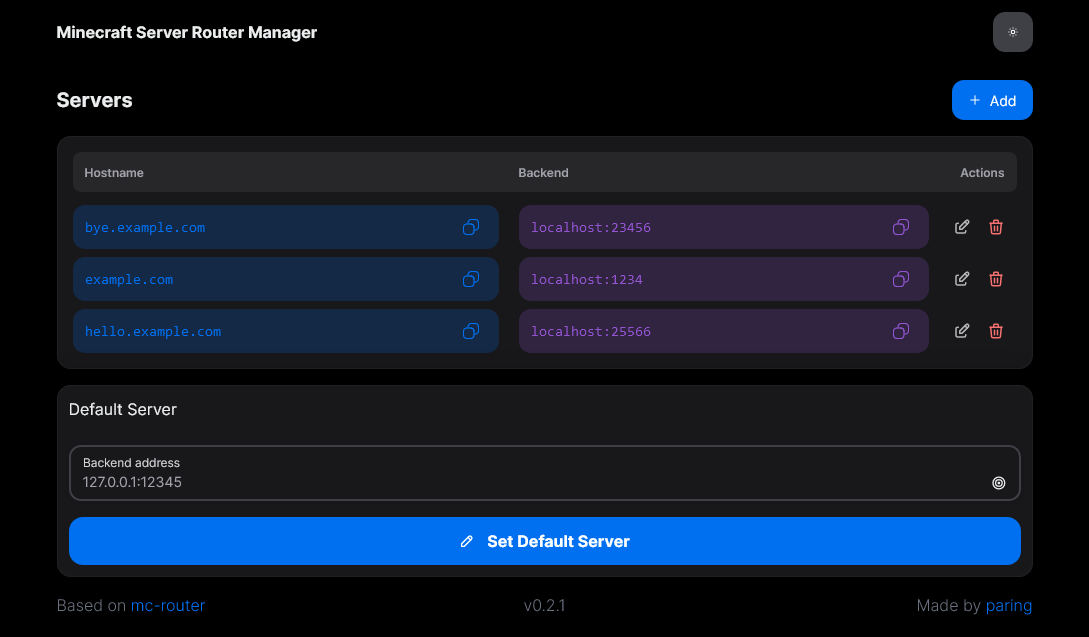 Minecraft Server Router Manager
Servers
Add
Hostname Backend Actions
bye.example.com localhost:23456
example.com localhost:1234
hello.example.com localhost:25566
Default Server
Backend address
127.0.0.1:12345
Set Default Server
Based on mc-router v0.2.1 Made by paring